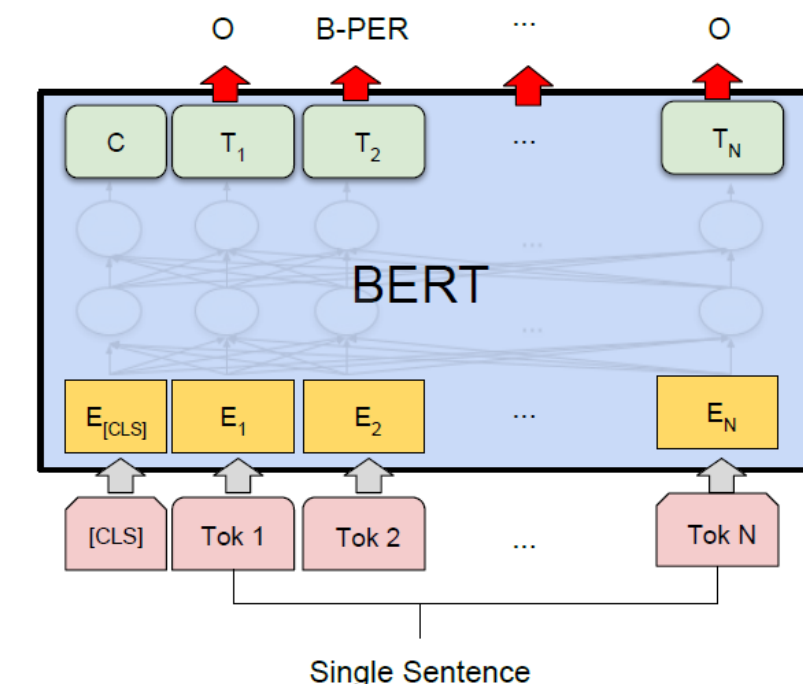 O B-PER ... O
C T1 T2 ... TN
...
BERT
...
E[CLS] E1 E2 ... EN
[CLS] Tok 1 Tok 2 ... Tok N
Single Sentence